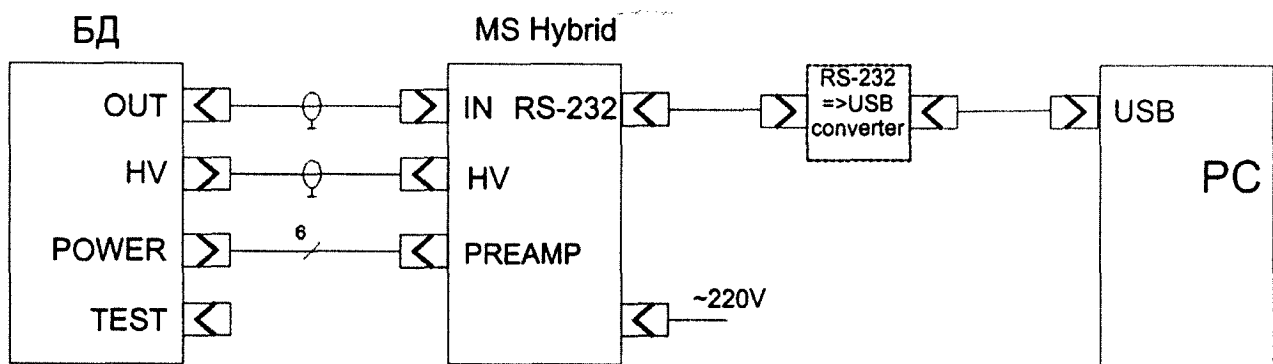 БД
MS Hybrid
OUT
HV
POWER
TEST
6
IN
RS-232
HV
PREAMP
~220V
RS-232
=>USB
converter
USB
PC